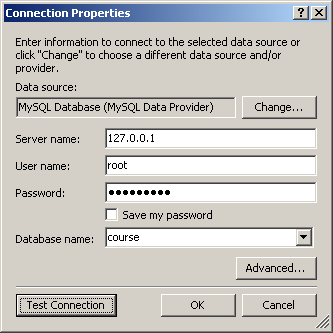 Connection Properties
Enter information to connect to the selected data source or
click "Change" to choose a different data source and/or
provider.
Data source:
MySQL Database (MySQL Data Provider)
Change...
Server name:
127.0.0.1
User name:
root
Password:
●●●●●●●●●
Save my password
Database name:
course
Advanced...
Test Connection
OK
Cancel